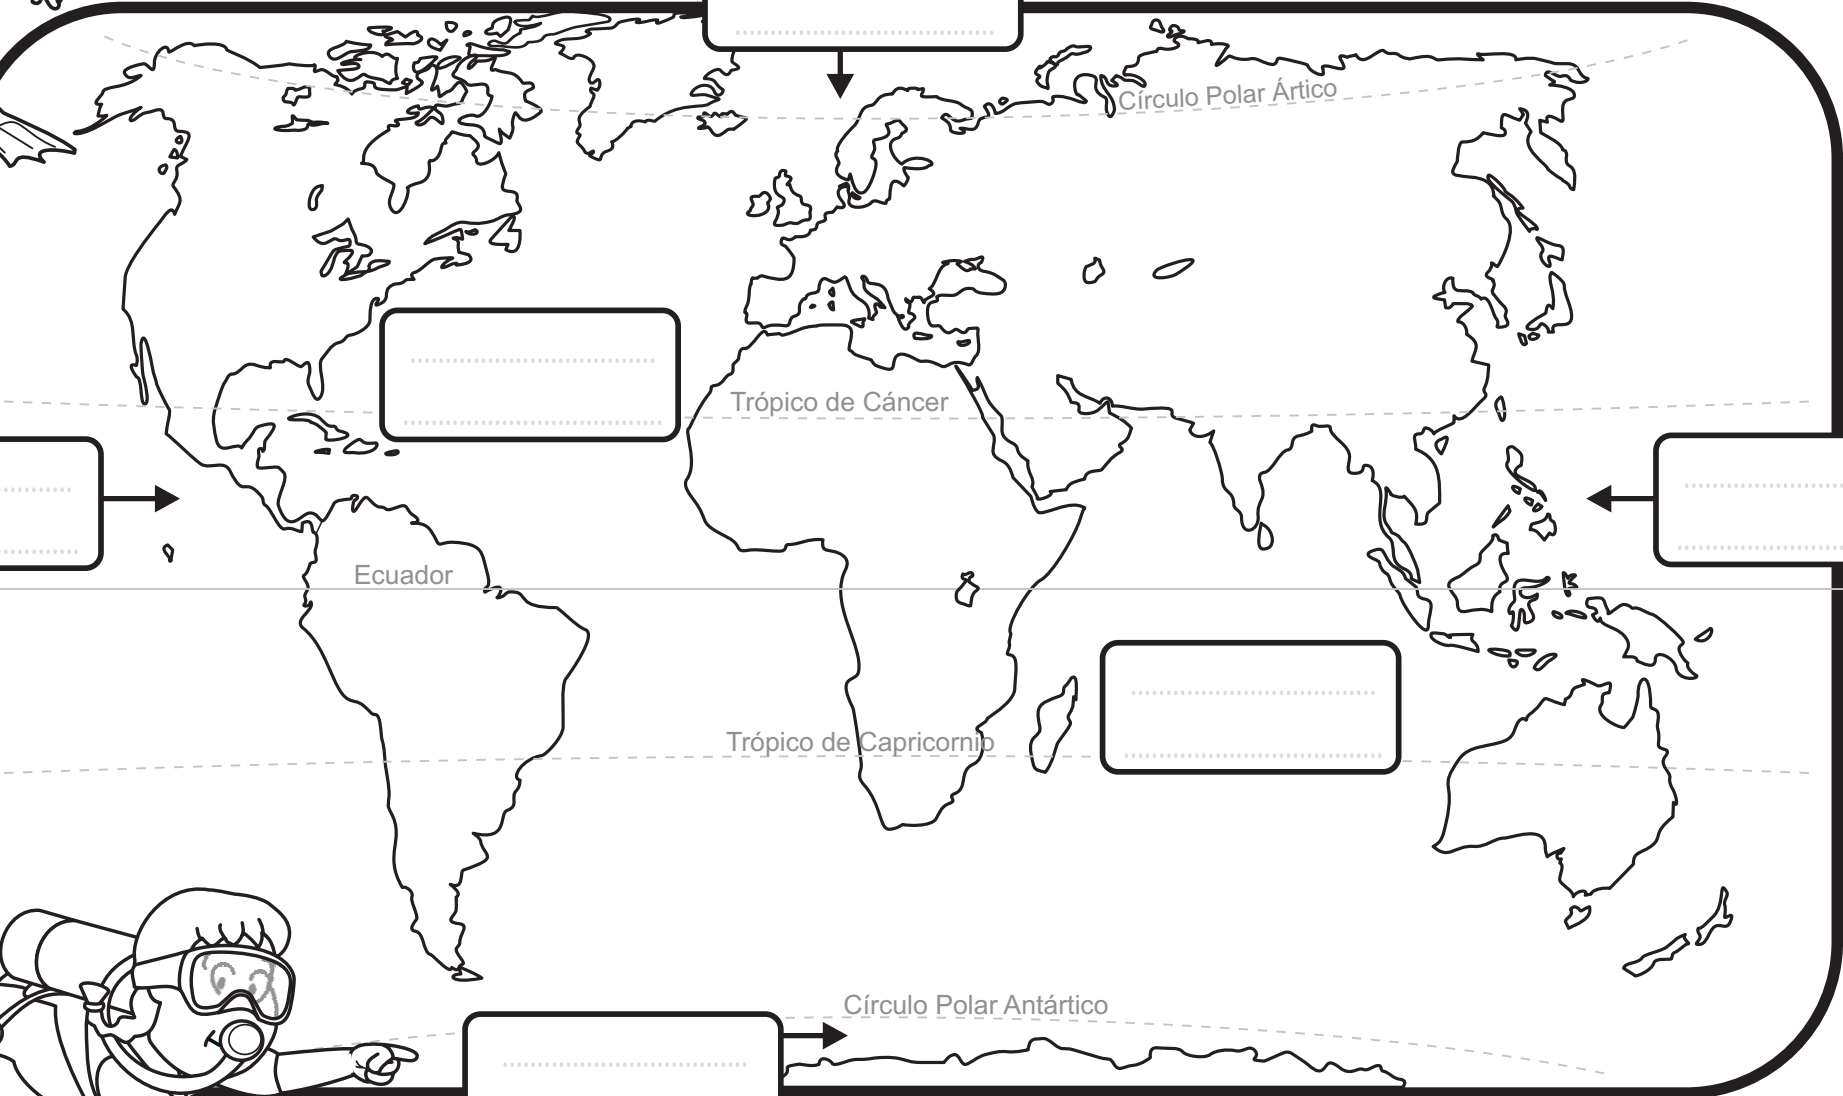 Círculo Polar Ártico
Trópico de Cáncer
Ecuador
Trópico de Capricornio
Círculo Polar Antártico